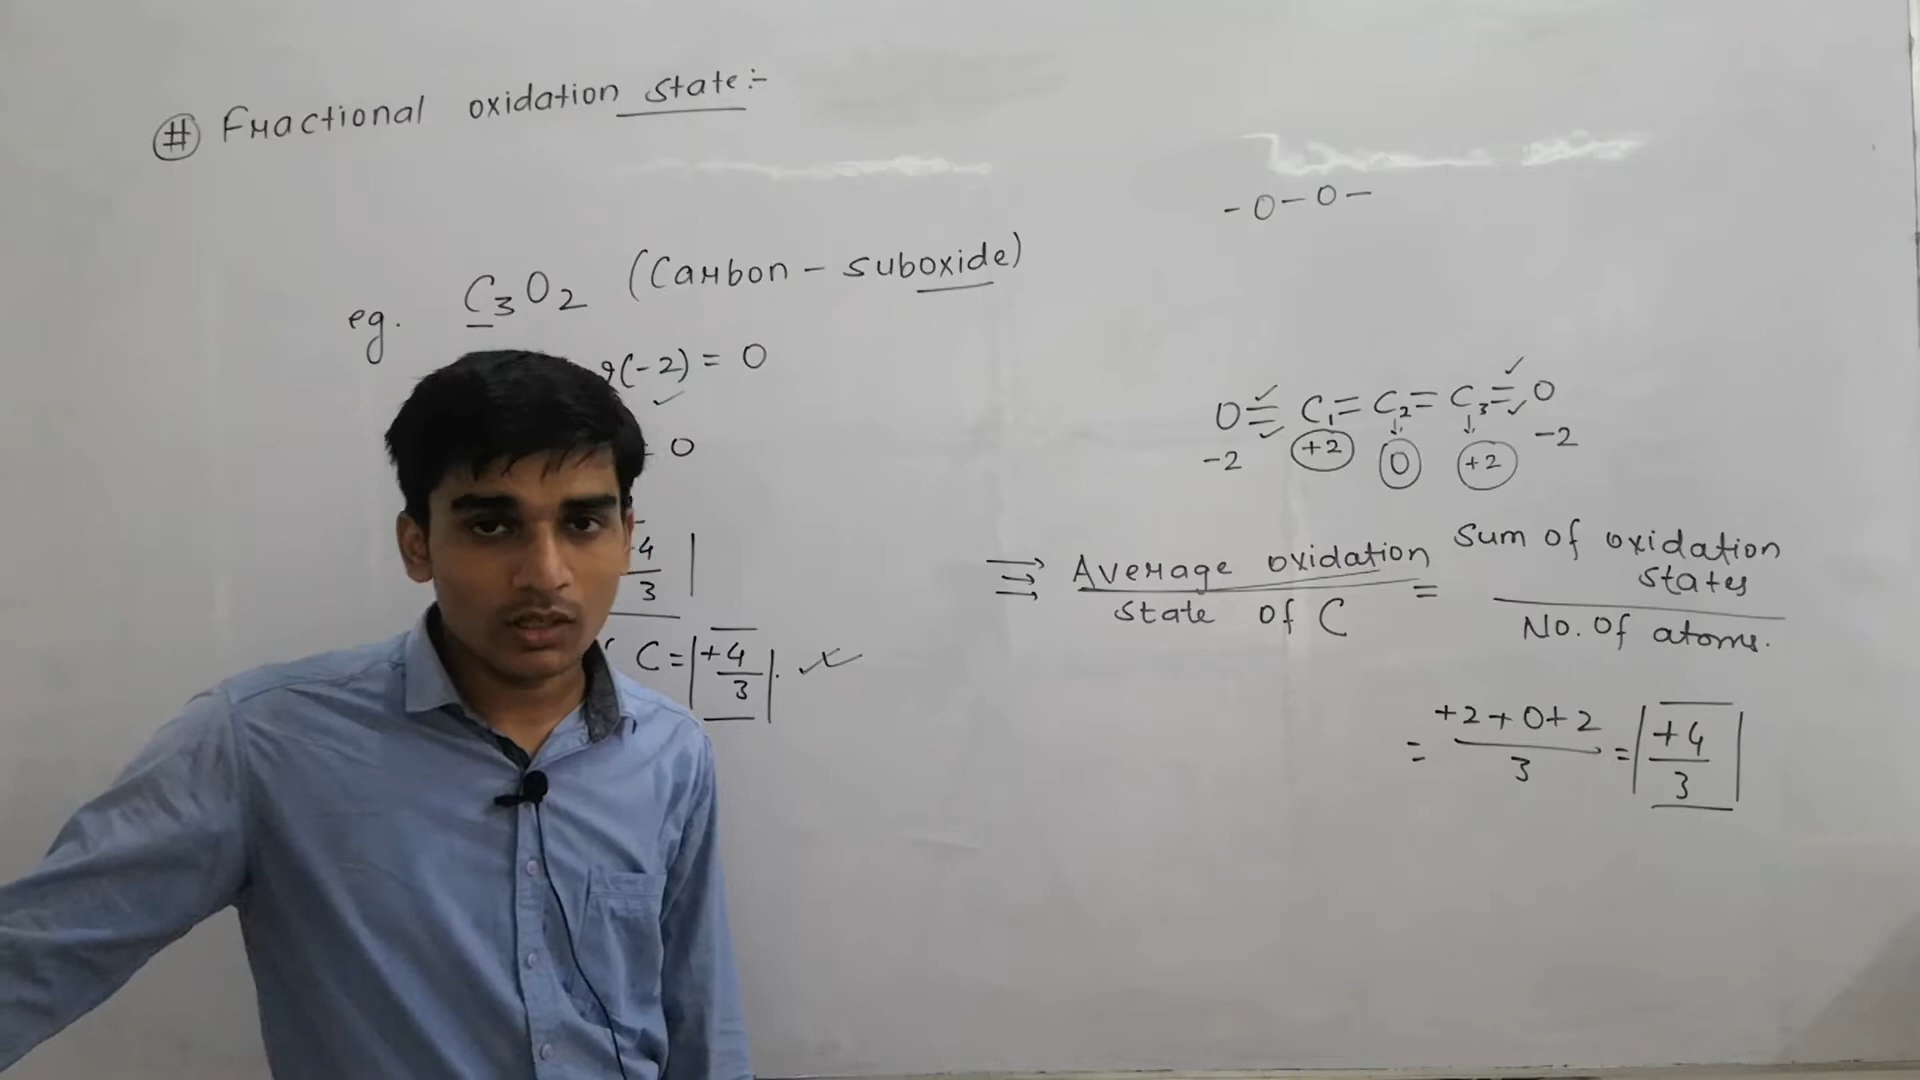 # Fractional oxidation state:-
eg. C₃O₂ (Carbon - suboxide)
(-2) = 0
= 0
4
3
C = +4
3
- O - O -
O = C₁ = C₂ = C₃ = O
-2 +2 0 +2 -2
⇒ Average oxidation state of C = Sum of oxidation states
No. of atoms.
= +2+0+2 = +4
3 3